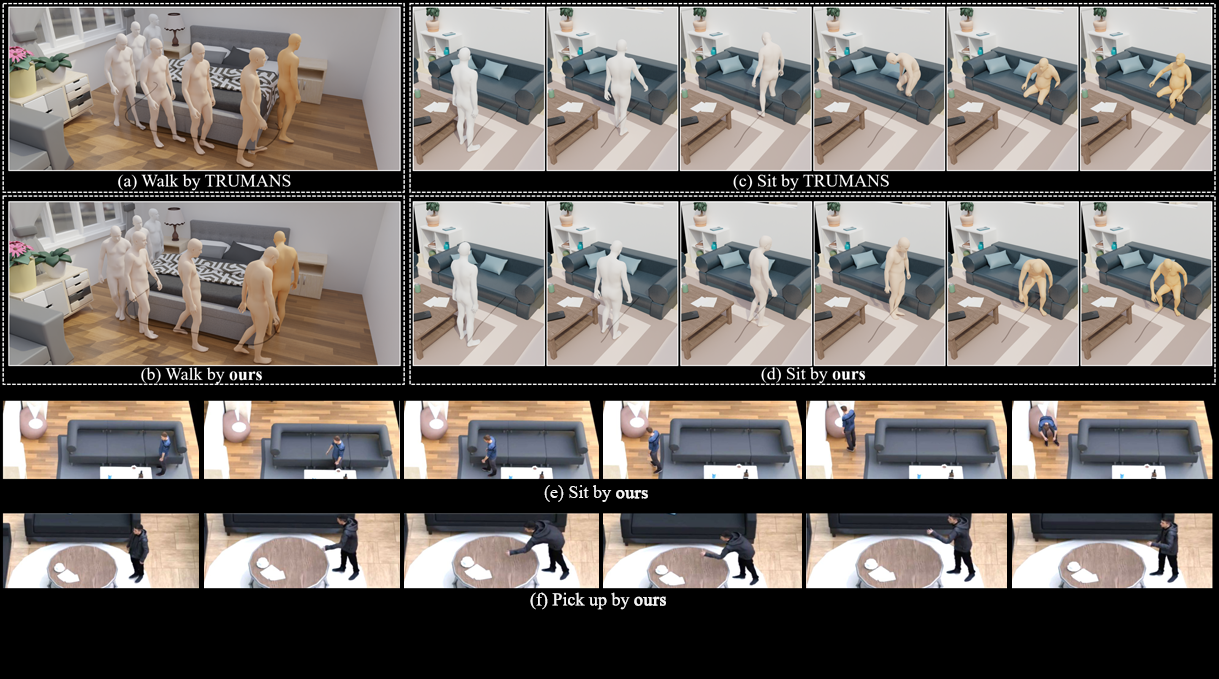 (a) Walk by TRUMANS
(c) Sit by TRUMANS
(b) Walk by ours
(d) Sit by ours
(e) Sit by ours
(f) Pick up by ours